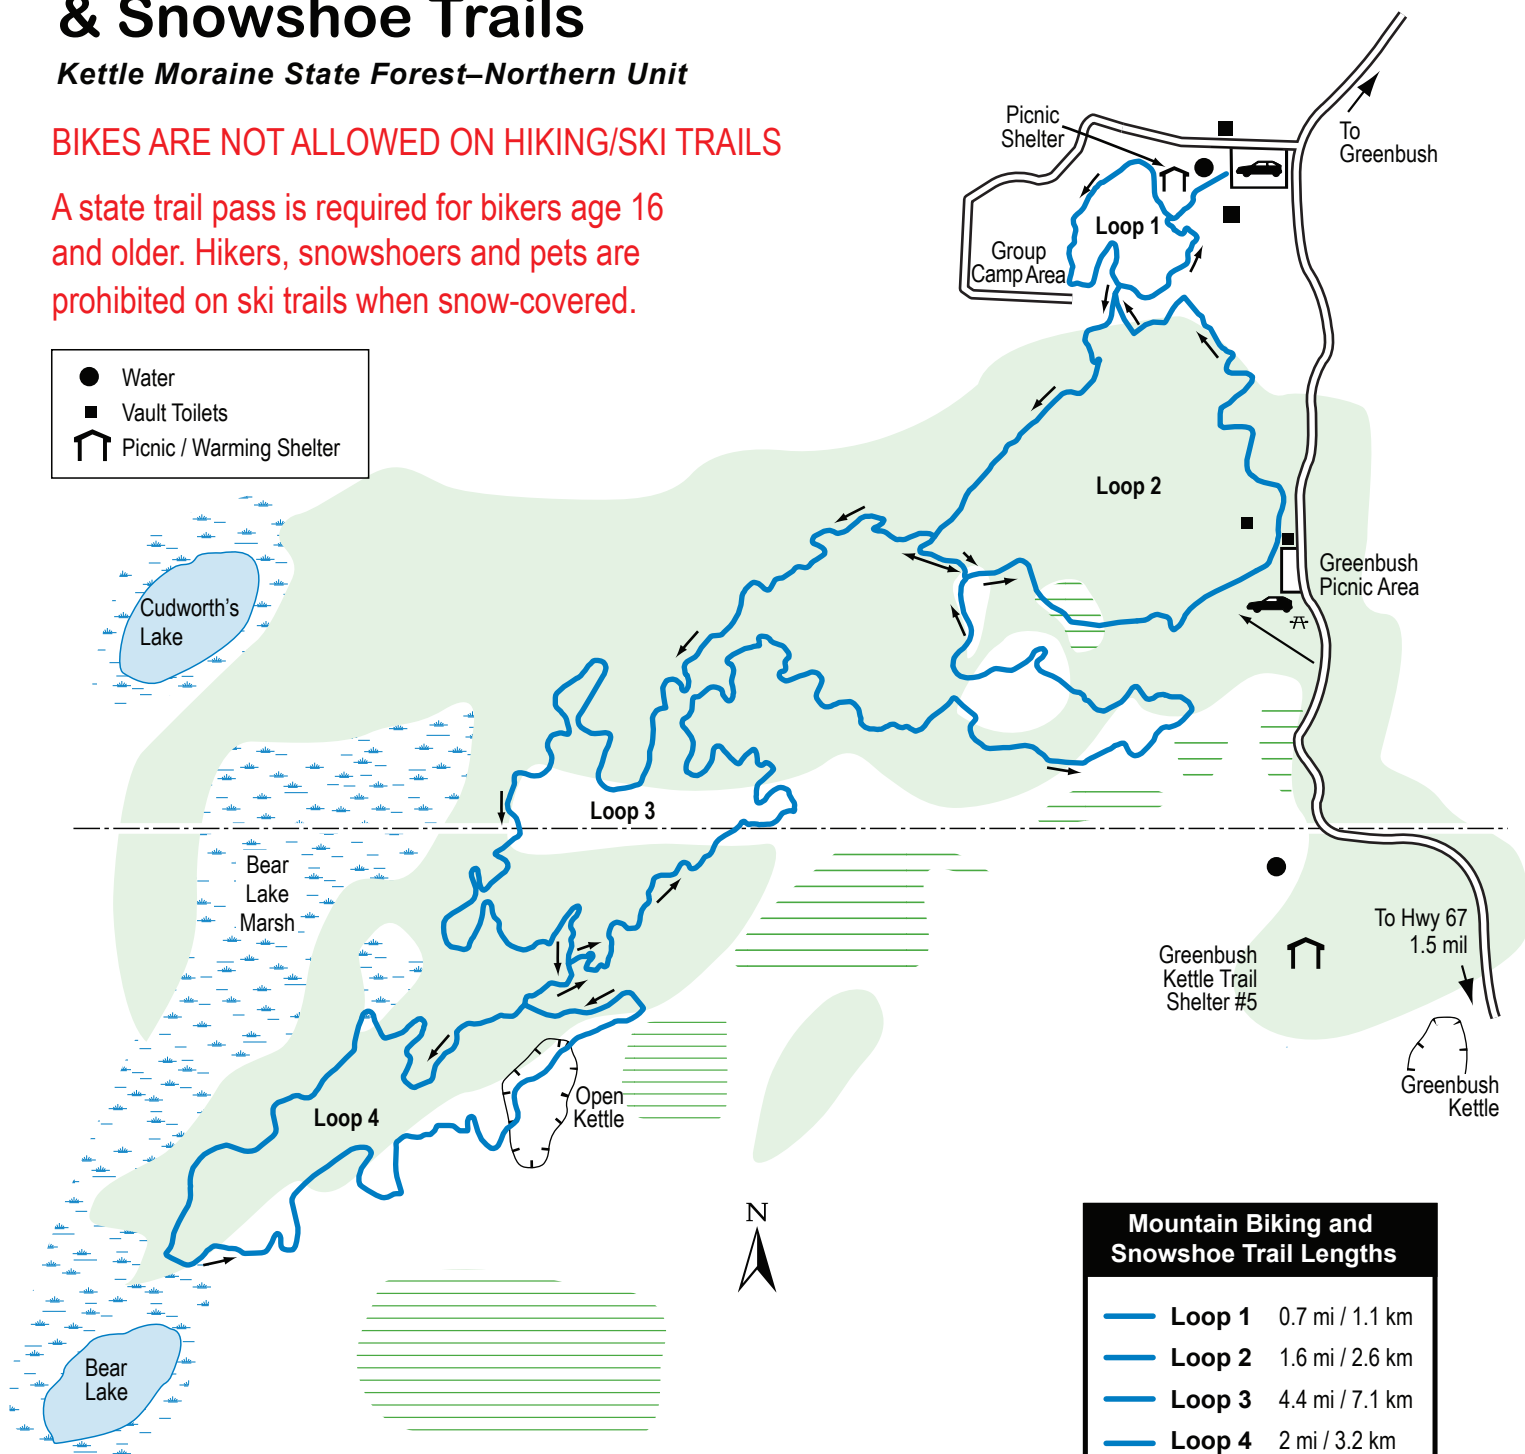 & Snowshoe Trails
Kettle Moraine State Forest–Northern Unit
BIKES ARE NOT ALLOWED ON HIKING/SKI TRAILS
A state trail pass is required for bikers age 16
and older. Hikers, snowshoers and pets are
prohibited on ski trails when snow-covered.
Water
Vault Toilets
Picnic / Warming Shelter
Picnic
Shelter
To
Greenbush
Loop 1
Group
Camp Area
Loop 2
Greenbush
Picnic Area
Cudworth's
Lake
Loop 3
Bear
Lake
Marsh
To Hwy 67
1.5 mil
Greenbush
Kettle Trail
Shelter #5
Open
Kettle
Greenbush
Kettle
Loop 4
N
Bear
Lake
Mountain Biking and
Snowshoe Trail Lengths
Loop 1 0.7 mi / 1.1 km
Loop 2 1.6 mi / 2.6 km
Loop 3 4.4 mi / 7.1 km
Loop 4 2 mi / 3.2 km